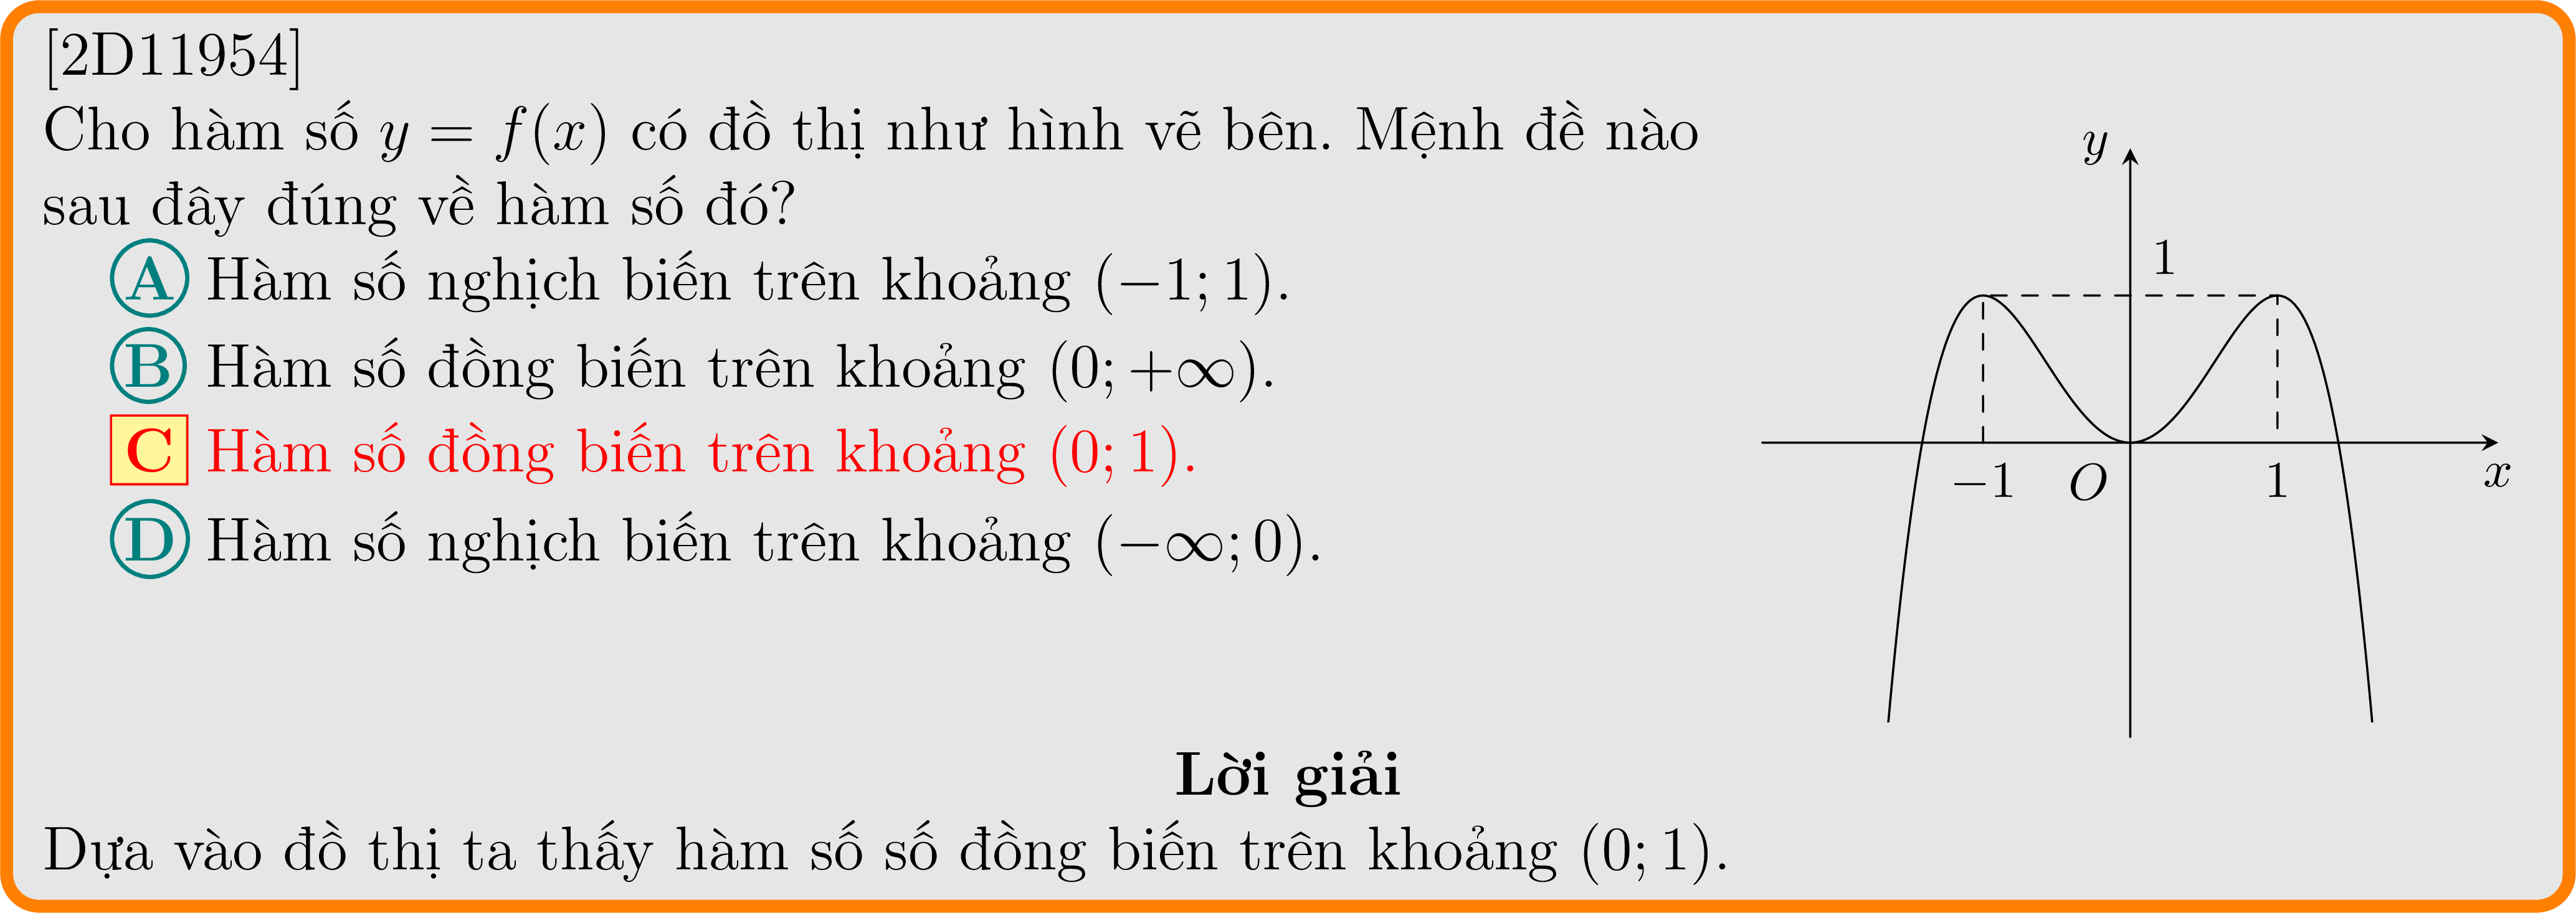 [2D11954]
Cho hàm số y = f(x) có đồ thị như hình vẽ bên. Mệnh đề nào
sau đây đúng về hàm số đó?
A Hàm số nghịch biến trên khoảng (−1; 1).
B Hàm số đồng biến trên khoảng (0; +∞).
C Hàm số đồng biến trên khoảng (0; 1).
D Hàm số nghịch biến trên khoảng (−∞; 0).
y
1
−1
O
1
x
Lời giải
Dựa vào đồ thị ta thấy hàm số số đồng biến trên khoảng (0; 1).